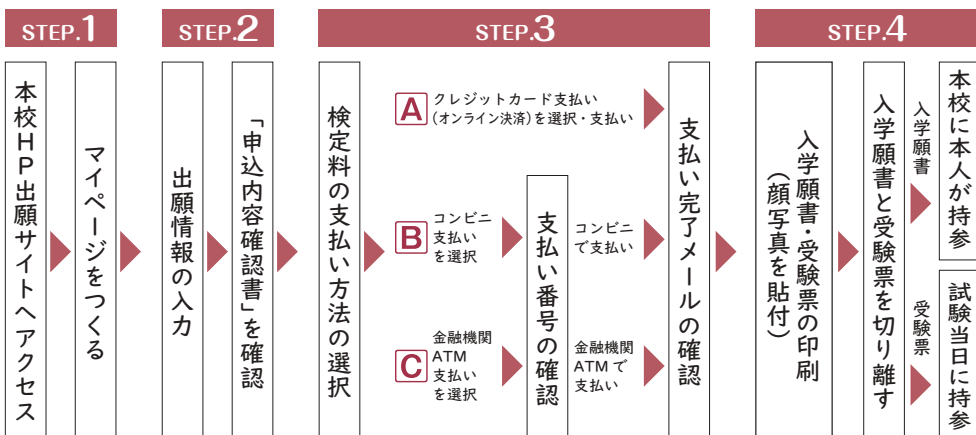 STEP.1
本校HP出願サイトへアクセス
マイページをつくる
STEP.2
出願情報の入力
「申込内容確認書」を確認
STEP.3
検定料の支払い方法の選択
A
クレジットカード支払い
(オンライン決済)を選択・支払い
B
コンビニ
支払い
を選択
C
金融機関
ATM
支払い
を選択
支払い番号の確認
コンビニ
で支払い
金融機関
ATMで
支払い
支払い完了メールの確認
STEP.4
入学願書・受験票の印刷
(顔写真を貼付)
入学願書と受験票を切り離す
入学願書
本校に本人が持参
受験票
試験当日に持参